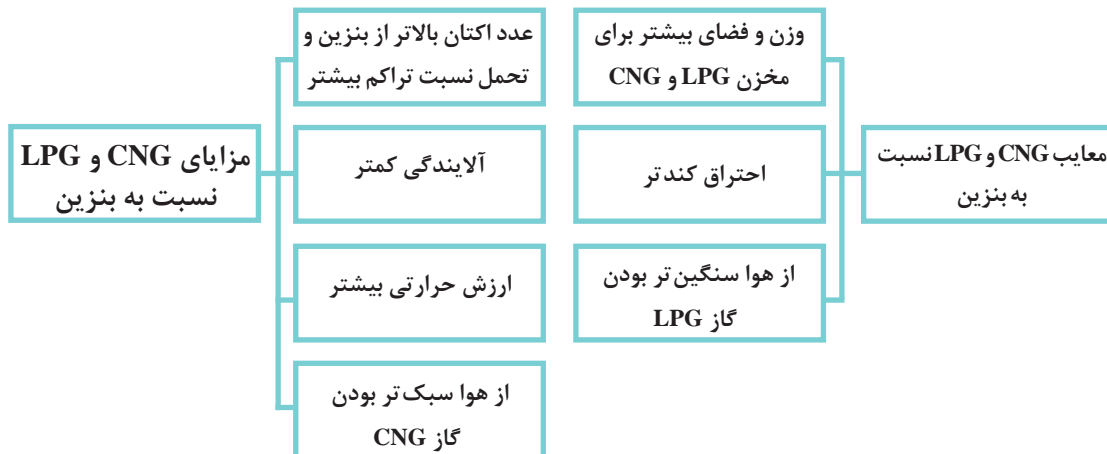 معایب CNG و LPG نسبت
به بنزین
وزن و فضای بیشتر برای
مخزن LPG و CNG
احتراق کندتر
از هوا سنگین‌تر بودن
گاز LPG
مزایای CNG و LPG
نسبت به بنزین
عدد اکتان بالاتر از بنزین و
تحمل نسبت تراکم بیشتر
آلایندگی کمتر
ارزش حرارتی بیشتر
از هوا سبک‌تر بودن
گاز CNG